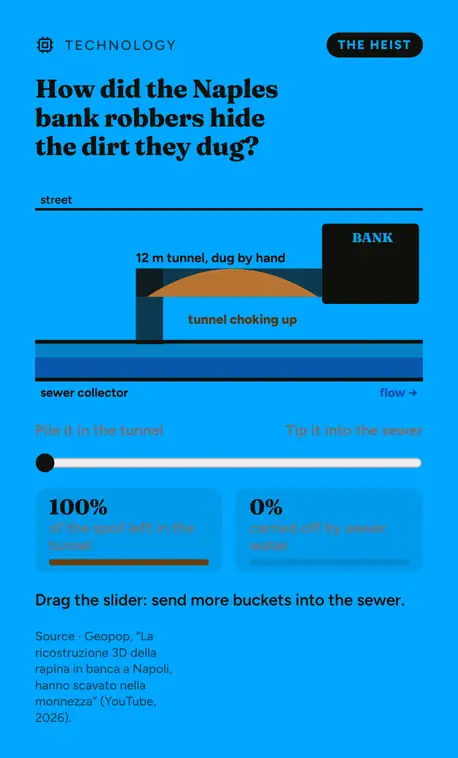 TECHNOLOGY
THE HEIST
How did the Naples
bank robbers hide
the dirt they dug?
street
BANK
12 m tunnel, dug by hand
tunnel choking up
sewer collector
flow →
Pile it in the tunnel
Tip it into the sewer
100%
of the spoil left in the
tunnel
0%
carried off by sewer
water
Drag the slider: send more buckets into the sewer.
Source · Geopop, “La
ricostruzione 3D della
rapina in banca a Napoli,
hanno scavato nella
monnezza” (YouTube,
2026).